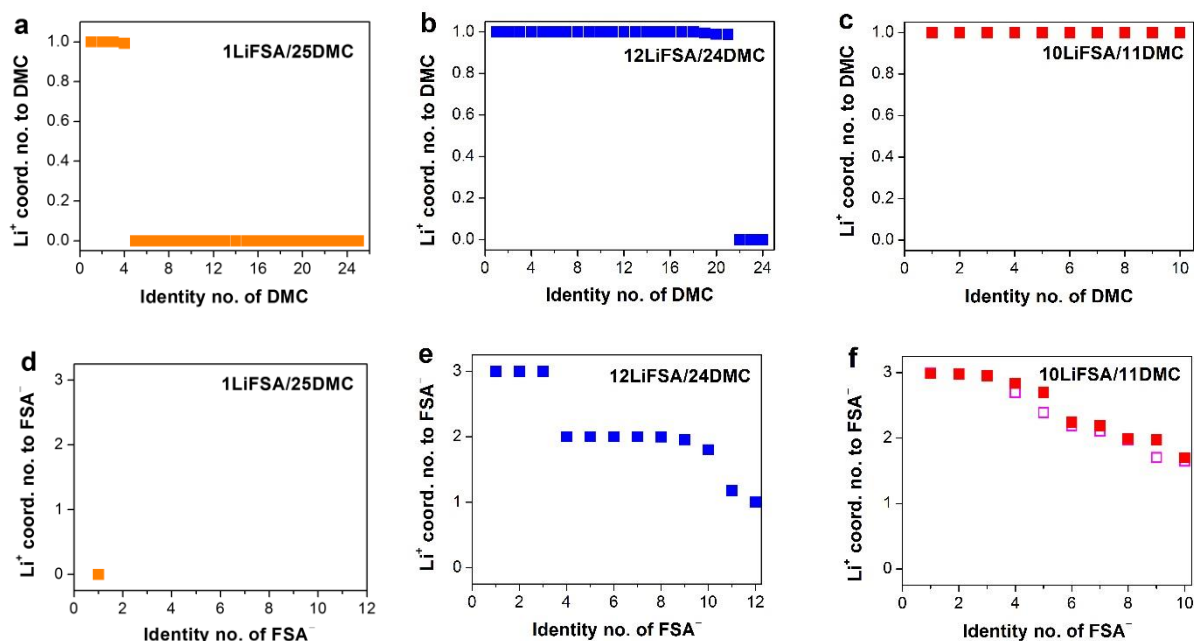 a
1LiFSA/25DMC
Li⁺ coord. no. to DMC
1.0
0.8
0.6
0.4
0.2
0.0
0 4 8 12 16 20 24
Identity no. of DMC
b
12LiFSA/24DMC
Li⁺ coord. no. to DMC
1.0
0.8
0.6
0.4
0.2
0.0
0 4 8 12 16 20 24
Identity no. of DMC
c
10LiFSA/11DMC
Li⁺ coord. no. to DMC
1.0
0.8
0.6
0.4
0.2
0.0
0 2 4 6 8 10
Identity no. of DMC
d
1LiFSA/25DMC
Li⁺ coord. no. to FSA⁻
3
2
1
0
0 2 4 6 8 10 12
Identity no. of FSA⁻
e
12LiFSA/24DMC
Li⁺ coord. no. to FSA⁻
3
2
1
0
0 2 4 6 8 10 12
Identity no. of FSA⁻
f
10LiFSA/11DMC
Li⁺ coord. no. to FSA⁻
3
2
1
0
0 2 4 6 8 10
Identity no. of FSA⁻